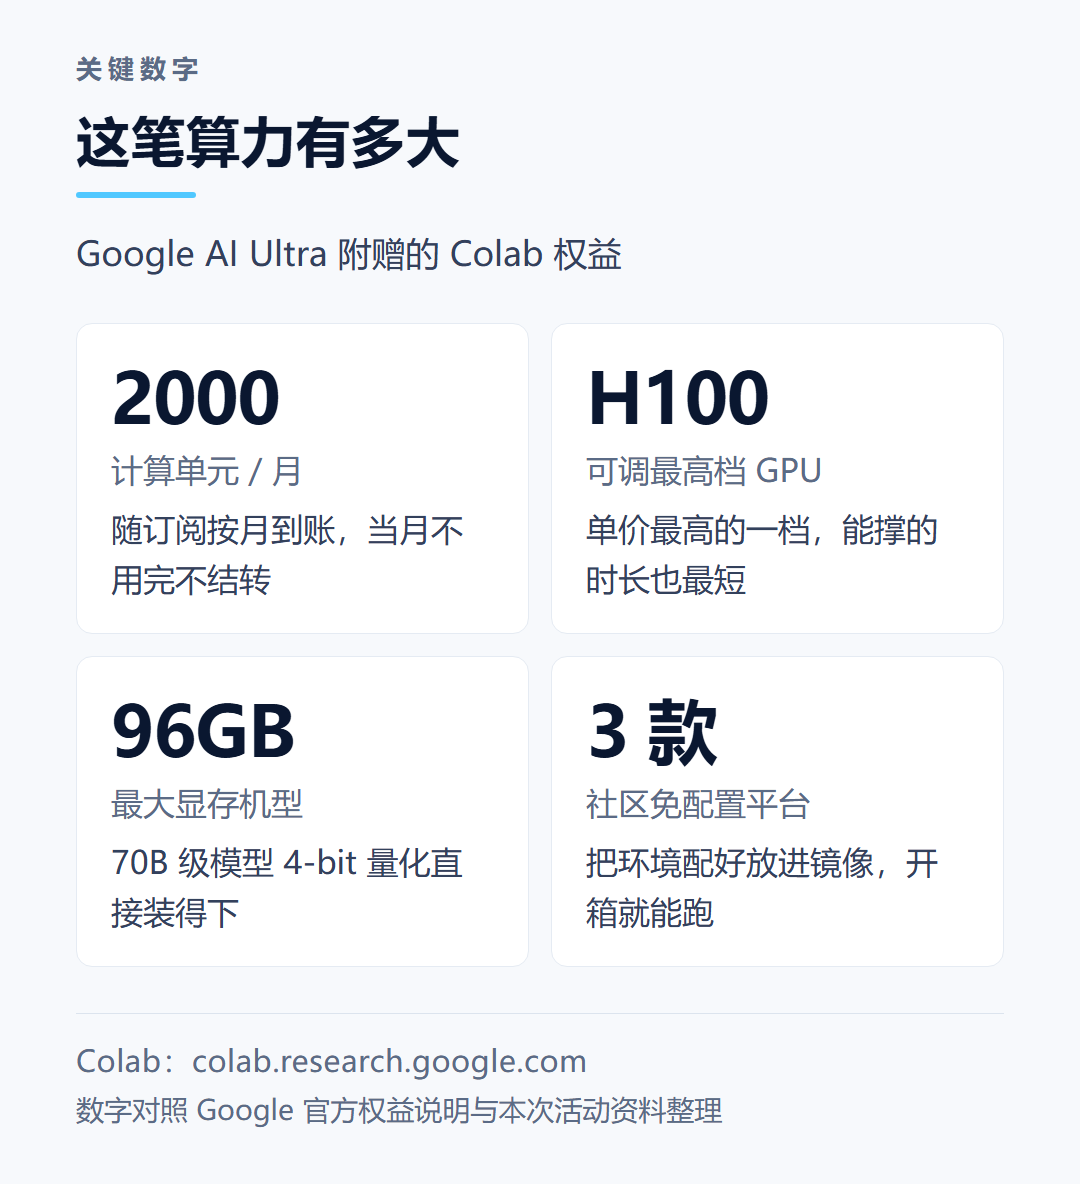 关键数字
这笔算力有多大
Google AI Ultra 附赠的 Colab 权益
2000
计算单元 / 月
随订阅按月到账，当月不
用完不结转
H100
可调最高档 GPU
单价最高的一档，能撑的
时长也最短
96GB
最大显存机型
70B 级模型 4-bit 量化直
接装得下
3 款
社区免配置平台
把环境配好放进镜像，开
箱就能跑
Colab：colab.research.google.com
数字对照 Google 官方权益说明与本次活动资料整理